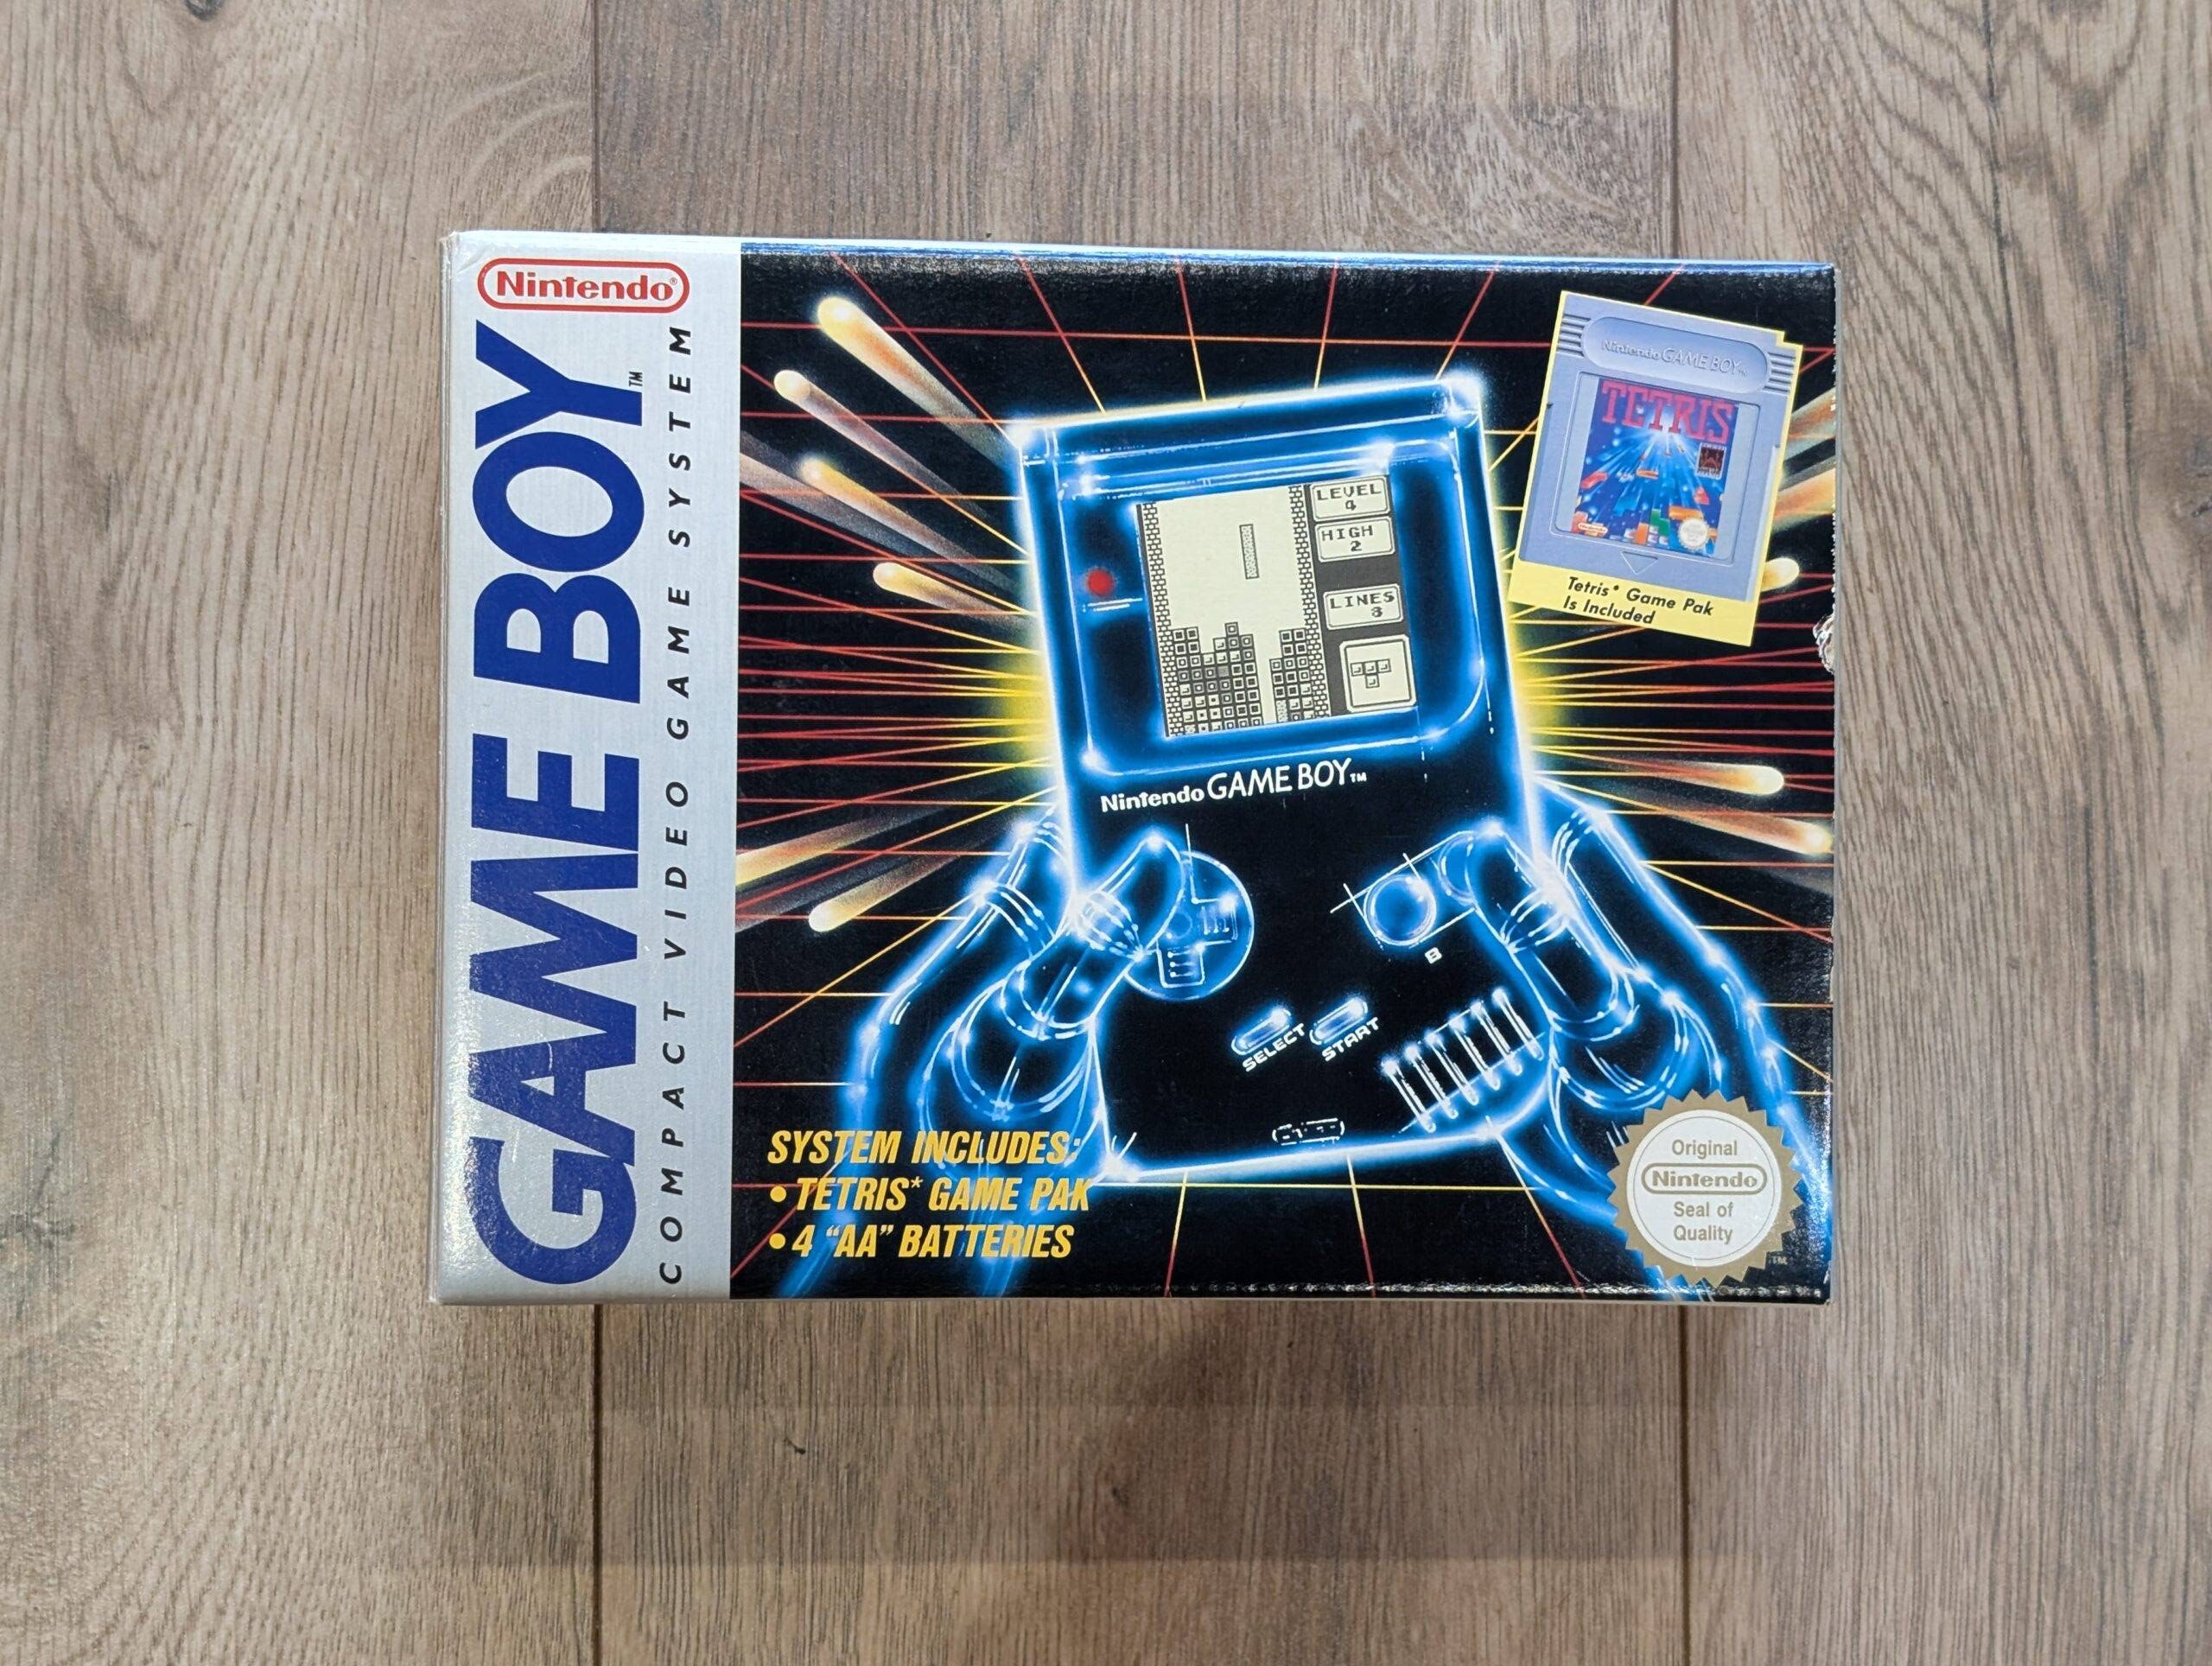 Nintendo®
GAME BOY™
COMPACT VIDEO GAME SYSTEM
Nintendo GAME BOY™
TETRIS
Tetris* Game Pak
Is Included
LEVEL
4
HIGH
2
LINES
3
Nintendo GAME BOY™
B
SELECT
START
SYSTEM INCLUDES:
• TETRIS* GAME PAK
• 4 “AA” BATTERIES
Original
Nintendo
Seal of
Quality
TM